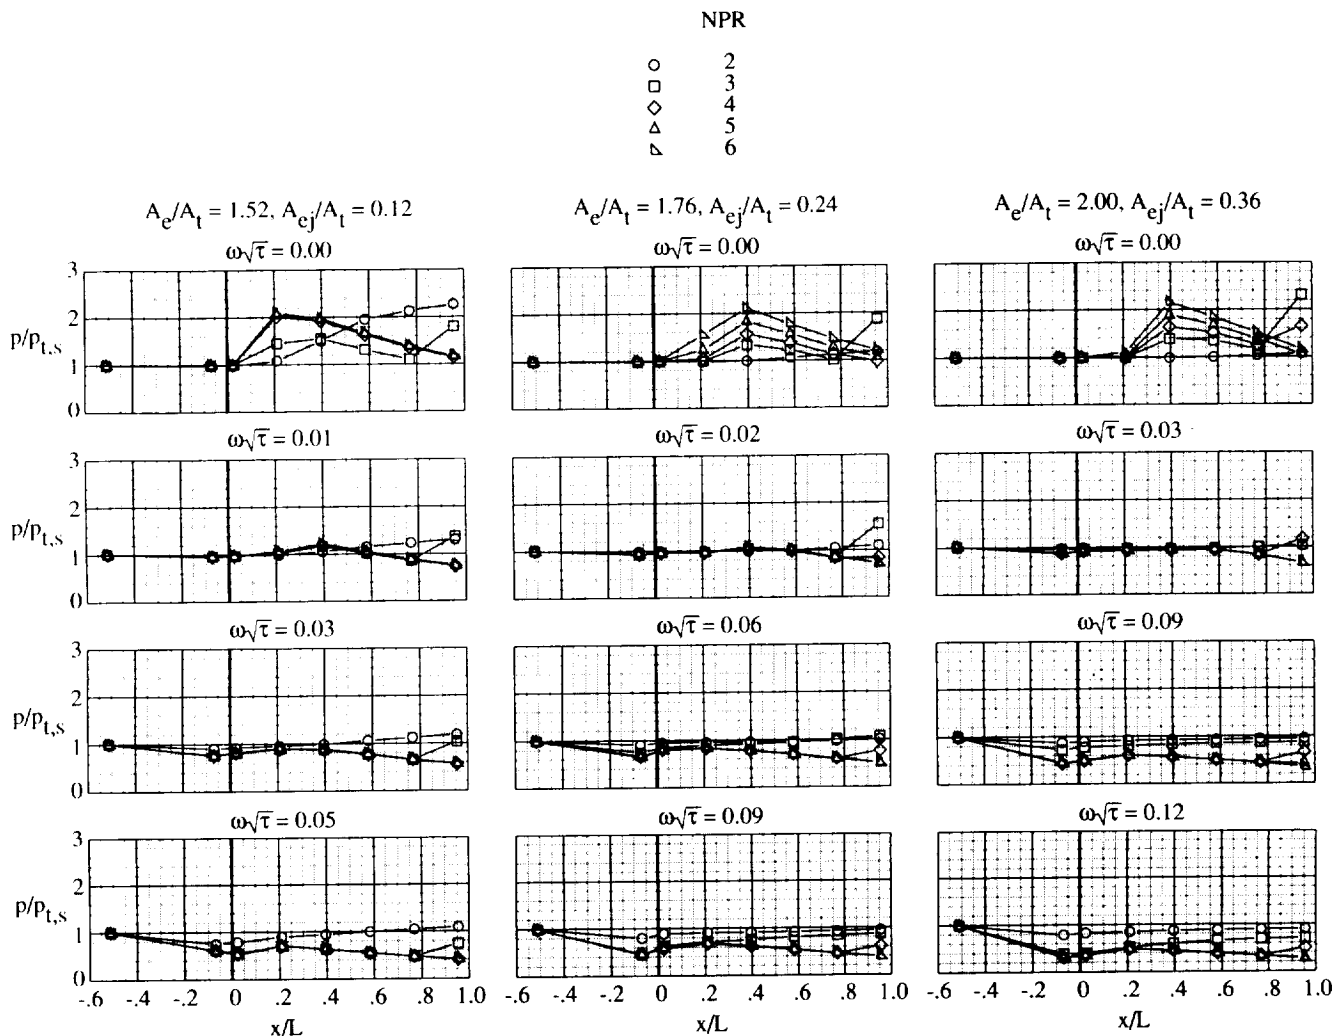 NPR
2
3
4
5
6
A_e/A_t = 1.52, A_ej/A_t = 0.12
A_e/A_t = 1.76, A_ej/A_t = 0.24
A_e/A_t = 2.00, A_ej/A_t = 0.36
ω√τ = 0.00
ω√τ = 0.00
ω√τ = 0.00
3
2
p/p_t,s
1
0
ω√τ = 0.01
ω√τ = 0.02
ω√τ = 0.03
3
2
p/p_t,s
1
0
ω√τ = 0.03
ω√τ = 0.06
ω√τ = 0.09
3
2
p/p_t,s
1
0
ω√τ = 0.05
ω√τ = 0.09
ω√τ = 0.12
3
2
p/p_t,s
1
0
-.6 -.4 -.2 0 .2 .4 .6 .8 1.0
-.6 -.4 -.2 0 .2 .4 .6 .8 1.0
-.6 -.4 -.2 0 .2 .4 .6 .8 1.0
x/L
x/L
x/L